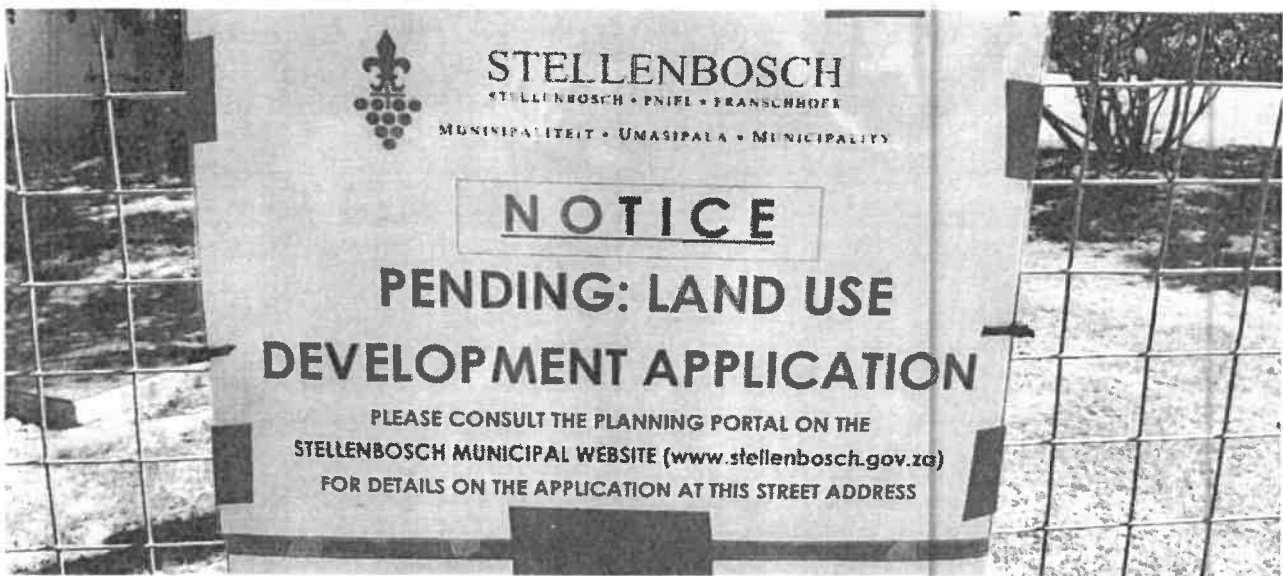 STELLENBOSCH
STELLENBOSCH • PNIEL • FRANSCHHOEK
MUNISIPALITEIT • UMASIPALA • MUNICIPALITY
NOTICE
PENDING: LAND USE
DEVELOPMENT APPLICATION
PLEASE CONSULT THE PLANNING PORTAL ON THE
STELLENBOSCH MUNICIPAL WEBSITE (www.stellenbosch.gov.za)
FOR DETAILS ON THE APPLICATION AT THIS STREET ADDRESS